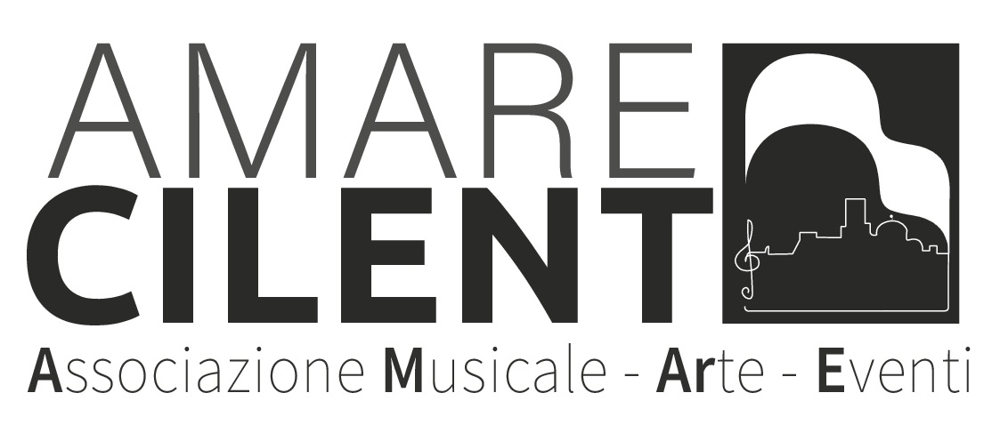 AMARE
CILENT
Associazione Musicale - Arte - Eventi